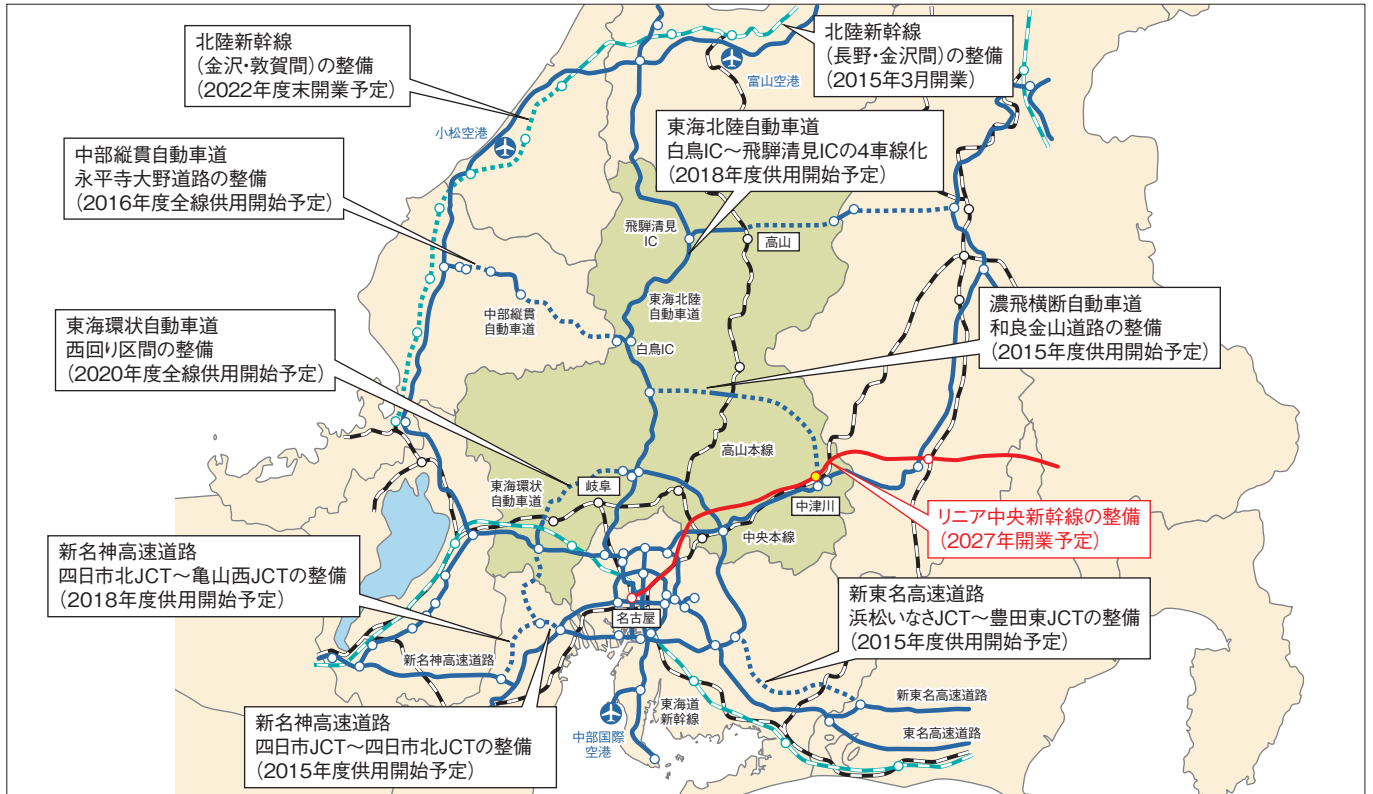 北陸新幹線
(金沢・敦賀間)の整備
(2022年度末開業予定)
北陸新幹線
(長野・金沢間)の整備
(2015年3月開業)
富山空港
小松空港
東海北陸自動車道
白鳥IC～飛騨清見ICの4車線化
(2018年度供用開始予定)
中部縦貫自動車道
永平寺大野道路の整備
(2016年度全線供用開始予定)
飛騨清見
IC
高山
東海北陸
自動車道
中部縦貫
自動車道
白鳥IC
濃飛横断自動車道
和良金山道路の整備
(2015年度供用開始予定)
東海環状自動車道
西回り区間の整備
(2020年度全線供用開始予定)
高山本線
東海環状
自動車道
岐阜
中津川
中央本線
リニア中央新幹線の整備
(2027年開業予定)
新名神高速道路
四日市北JCT～亀山西JCTの整備
(2018年度供用開始予定)
新東名高速道路
浜松いなさJCT～豊田東JCTの整備
(2015年度供用開始予定)
名古屋
新名神高速道路
新東名高速道路
東海道
新幹線
東名高速道路
中部国際
空港
新名神高速道路
四日市JCT～四日市北JCTの整備
(2015年度供用開始予定)